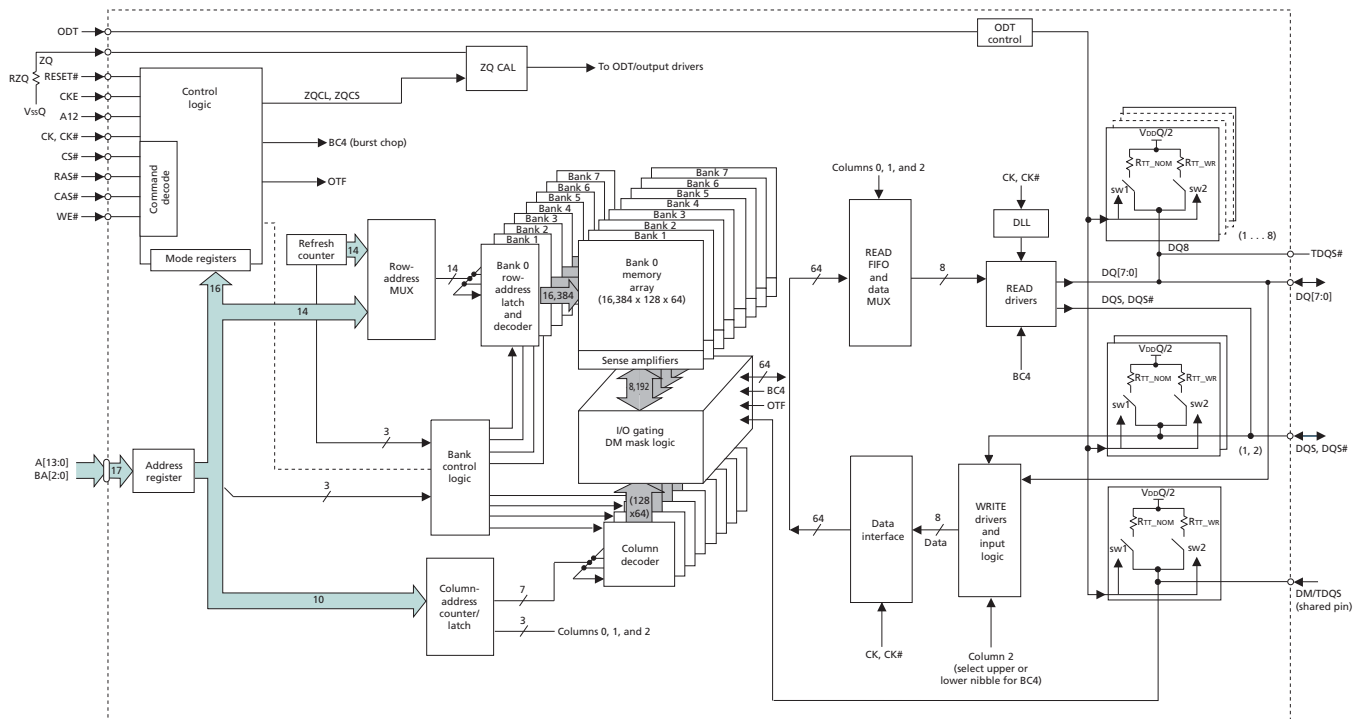 ODT
ODT
control
ZQ
RZQ
VSSQ
RESET#
CKE
A12
CK, CK#
CS#
RAS#
CAS#
WE#
Control
logic
Command
decode
Mode registers
ZQ CAL
To ODT/output drivers
ZQCL, ZQCS
BC4 (burst chop)
OTF
Refresh
counter
14
Row-
address
MUX
14
16
14
Bank 7
Bank 6
Bank 5
Bank 4
Bank 3
Bank 2
Bank 1
Bank 0
row-
address
latch
and
decoder
16,384
Bank 7
Bank 6
Bank 5
Bank 4
Bank 3
Bank 2
Bank 1
Bank 0
memory
array
(16,384 x 128 x 64)
Sense amplifiers
8,192
I/O gating
DM mask logic
64
BC4
OTF
(128
x64)
Column
decoder
3
3
Bank
control
logic
A[13:0]
BA[2:0]
17
Address
register
10
Column-
address
counter/
latch
7
3
Columns 0, 1, and 2
Columns 0, 1, and 2
64
READ
FIFO
and
data
MUX
8
CK, CK#
DLL
READ
drivers
BC4
DQ8
DQ[7:0]
DQS, DQS#
64
Data
interface
8
Data
WRITE
drivers
and
input
logic
CK, CK#
Column 2
(select upper or
lower nibble for BC4)
VDDQ/2
RTT_NOM
RTT_WR
sw1
sw2
(1 . . . 8)
TDQS#
DQ[7:0]
VDDQ/2
RTT_NOM
RTT_WR
sw1
sw2
(1, 2)
DQS, DQS#
VDDQ/2
RTT_NOM
RTT_WR
sw1
sw2
DM/TDQS
(shared pin)